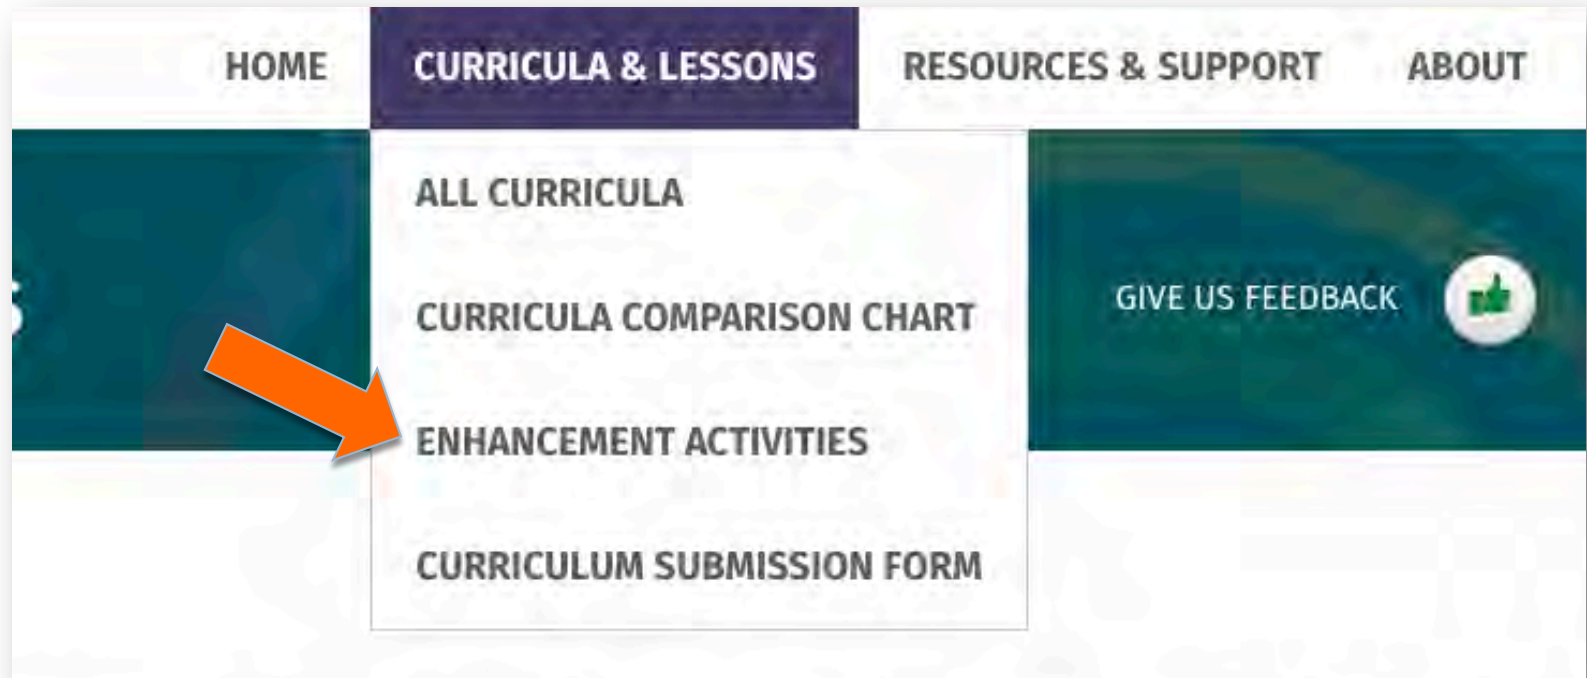 HOME CURRICULA & LESSONS RESOURCES & SUPPORT ABOUT
ALL CURRICULA
CURRICULA COMPARISON CHART
GIVE US FEEDBACK
ENHANCEMENT ACTIVITIES
CURRICULUM SUBMISSION FORM